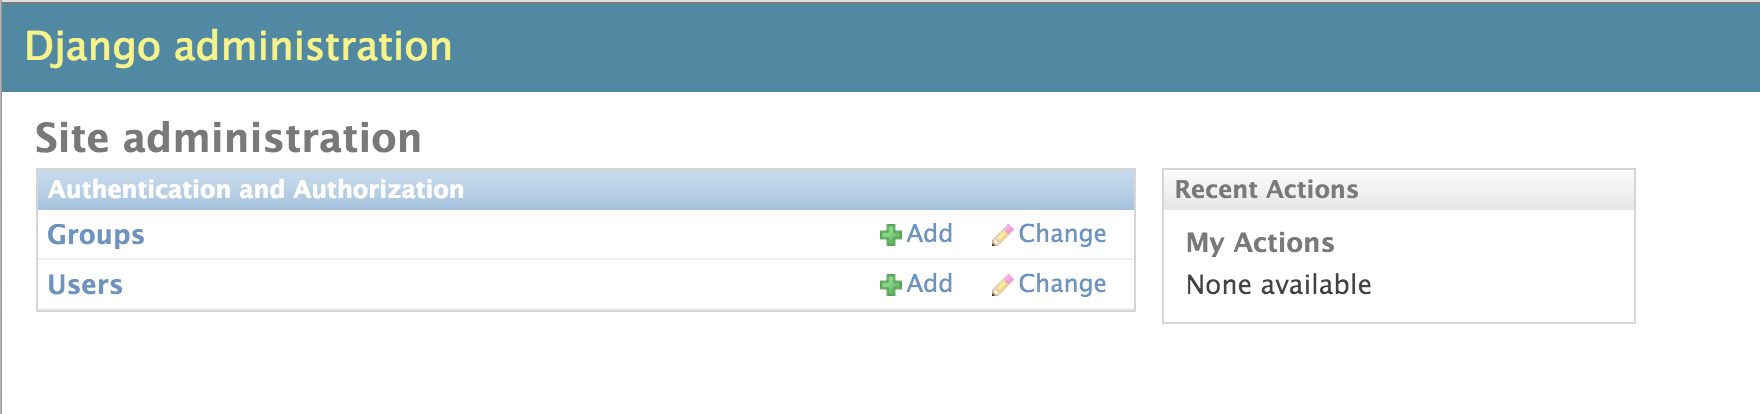 Django administration
Site administration
Authentication and Authorization
Groups Add Change
Users Add Change
Recent Actions
My Actions
None available